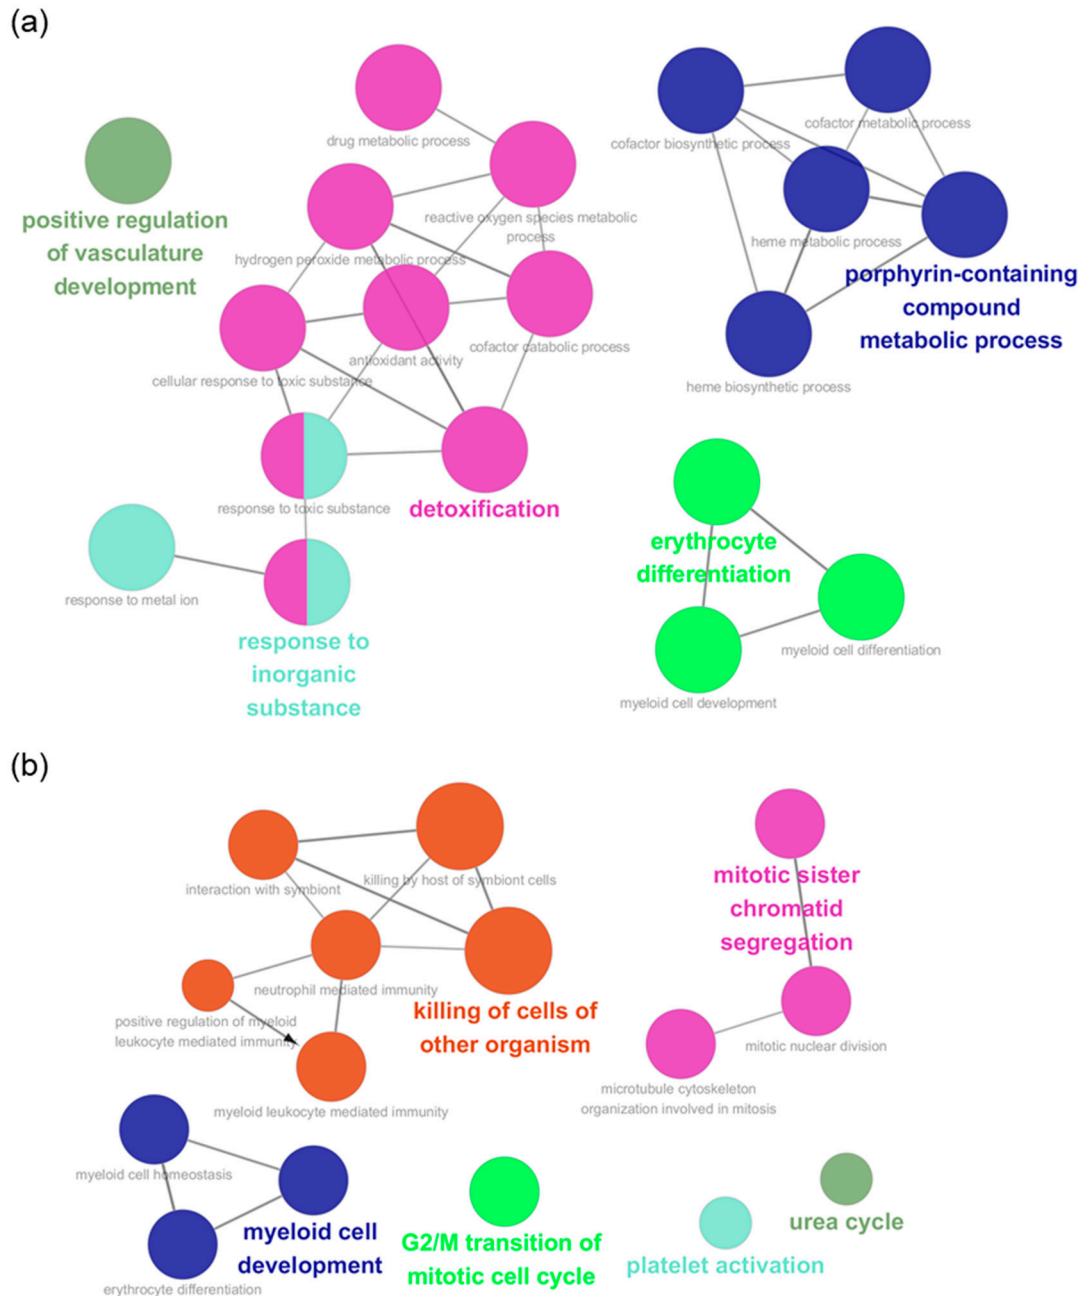 (a)
drug metabolic process
positive regulation
of vasculature
development
reactive oxygen species metabolic
process
hydrogen peroxide metabolic process
antioxidant activity
cofactor catabolic process
cellular response to toxic substance
response to toxic substance
detoxification
response to metal ion
response to
inorganic
substance
cofactor biosynthetic process
cofactor metabolic process
heme metabolic process
porphyrin-containing
compound
metabolic process
heme biosynthetic process
erythrocyte
differentiation
myeloid cell differentiation
myeloid cell development
(b)
interaction with symbiont
killing by host of symbiont cells
neutrophil mediated immunity
killing of cells of
other organism
positive regulation of myeloid
leukocyte mediated immunity
myeloid leukocyte mediated immunity
mitotic sister
chromatid
segregation
mitotic nuclear division
microtubule cytoskeleton
organization involved in mitosis
myeloid cell homeostasis
myeloid cell
development
erythrocyte differentiation
G2/M transition of
mitotic cell cycle
platelet activation
urea cycle